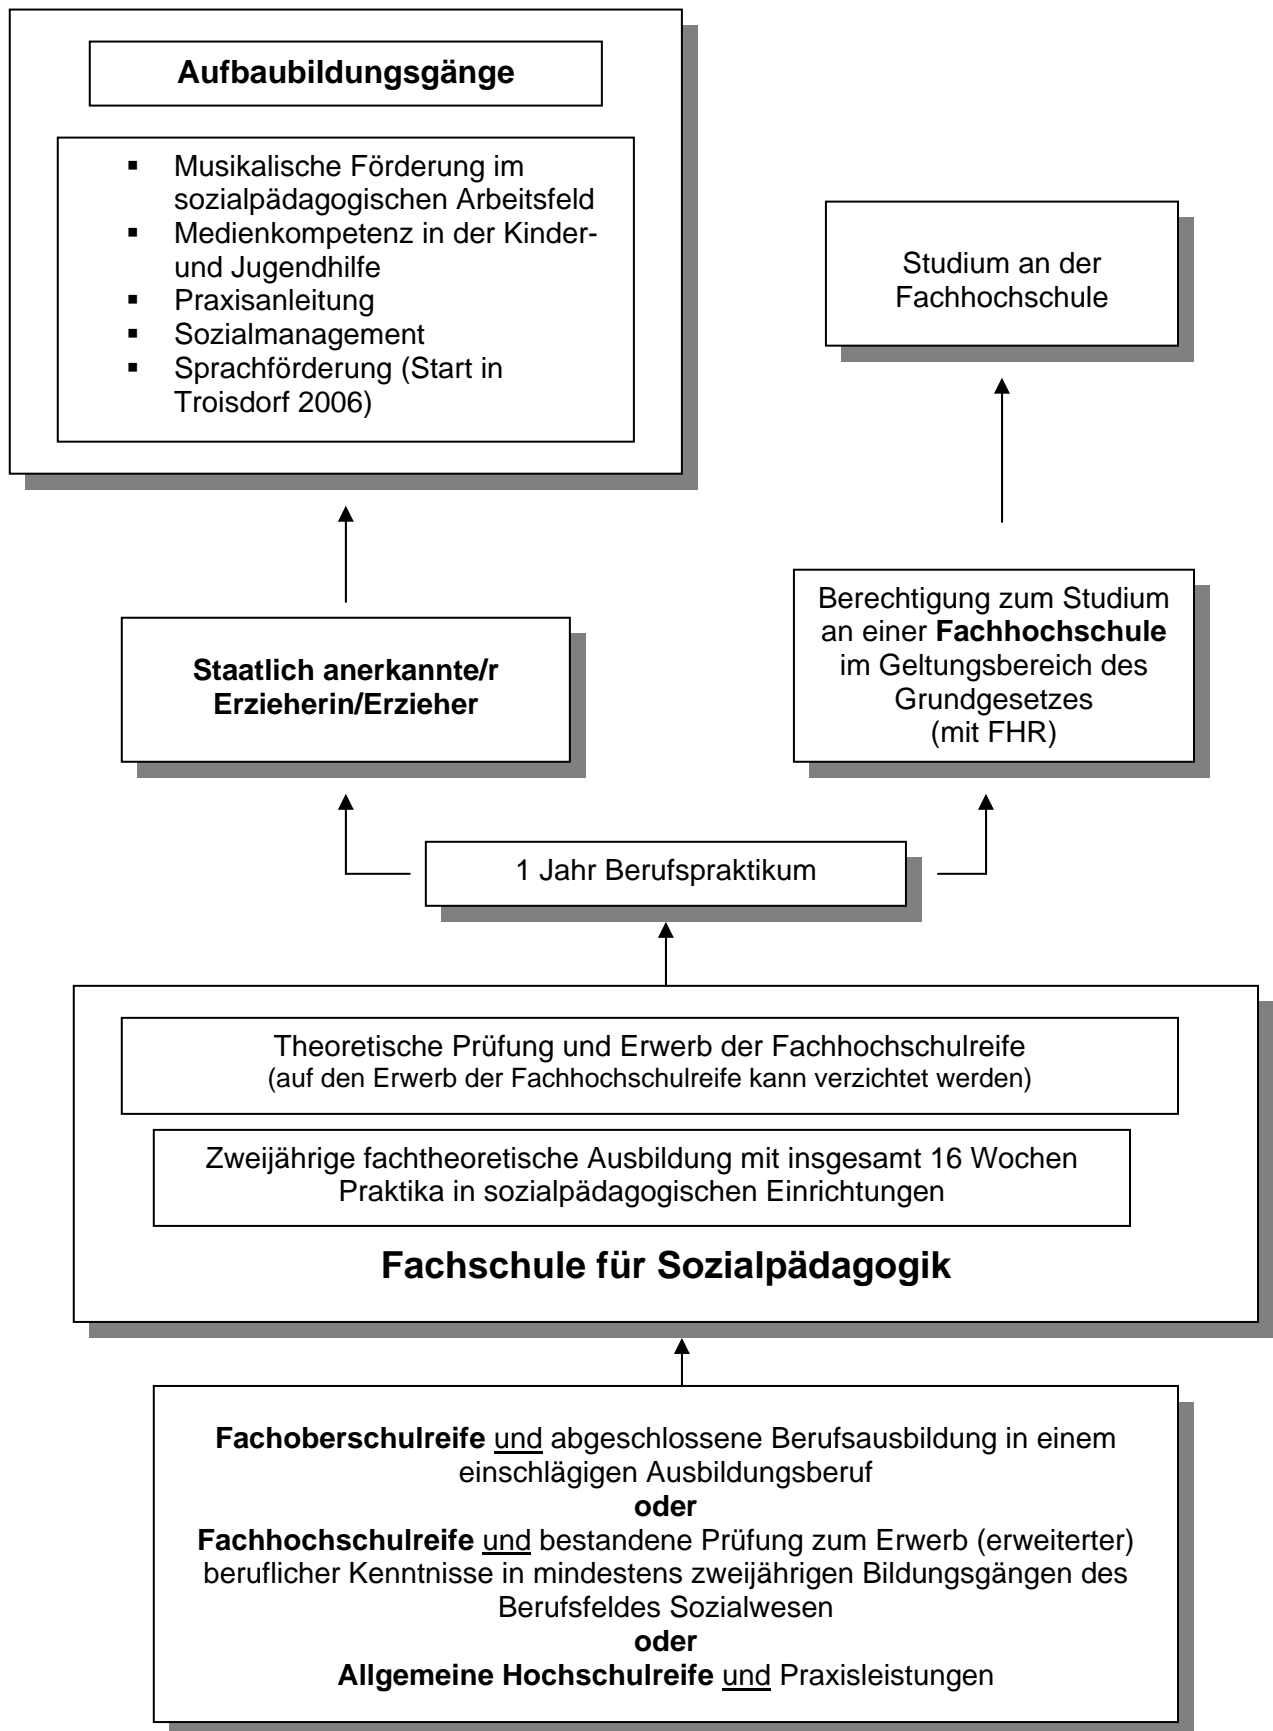 Aufbaubildungsgänge
▪ Musikalische Förderung im
sozialpädagogischen Arbeitsfeld
▪ Medienkompetenz in der Kinder-
und Jugendhilfe
▪ Praxisanleitung
▪ Sozialmanagement
▪ Sprachförderung (Start in
Troisdorf 2006)
Studium an der
Fachhochschule
Staatlich anerkannte/r
Erzieherin/Erzieher
Berechtigung zum Studium
an einer Fachhochschule
im Geltungsbereich des
Grundgesetzes
(mit FHR)
1 Jahr Berufspraktikum
Theoretische Prüfung und Erwerb der Fachhochschulreife
(auf den Erwerb der Fachhochschulreife kann verzichtet werden)
Zweijährige fachtheoretische Ausbildung mit insgesamt 16 Wochen
Praktika in sozialpädagogischen Einrichtungen
Fachschule für Sozialpädagogik
Fachoberschulreife und abgeschlossene Berufsausbildung in einem
einschlägigen Ausbildungsberuf
oder
Fachhochschulreife und bestandene Prüfung zum Erwerb (erweiterter)
beruflicher Kenntnisse in mindestens zweijährigen Bildungsgängen des
Berufsfeldes Sozialwesen
oder
Allgemeine Hochschulreife und Praxisleistungen